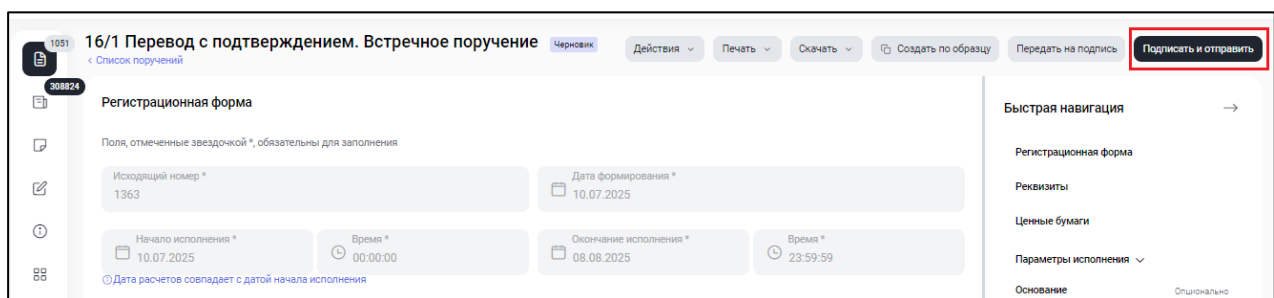 1051
16/1 Перевод с подтверждением. Встречное поручение Черновик Действия Печать Скачать Создать по образцу Передать на подпись Подписать и отправить
‹ Список поручений
308824
Регистрационная форма
Быстрая навигация →
Поля, отмеченные звездочкой *, обязательны для заполнения
Регистрационная форма
Исходящий номер * Дата формирования *
1363 10.07.2025
Реквизиты
Ценные бумаги
Начало исполнения * Время * Окончание исполнения * Время *
10.07.2025 00:00:00 08.08.2025 23:59:59
Параметры исполнения
Дата расчетов совпадает с датой начала исполнения
Основание Опционально